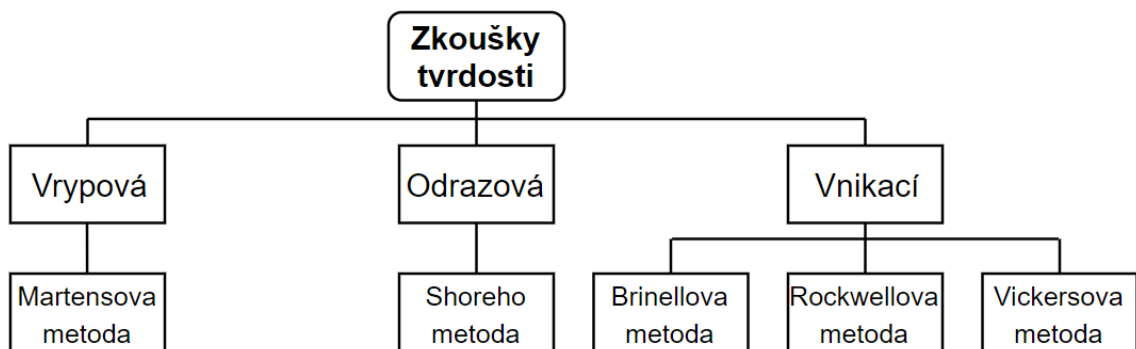 Zkoušky
tvrdosti
Vrypová
Odrazová
Vnikací
Martensova
metoda
Shoreho
metoda
Brinellova
metoda
Rockwellova
metoda
Vickersova
metoda